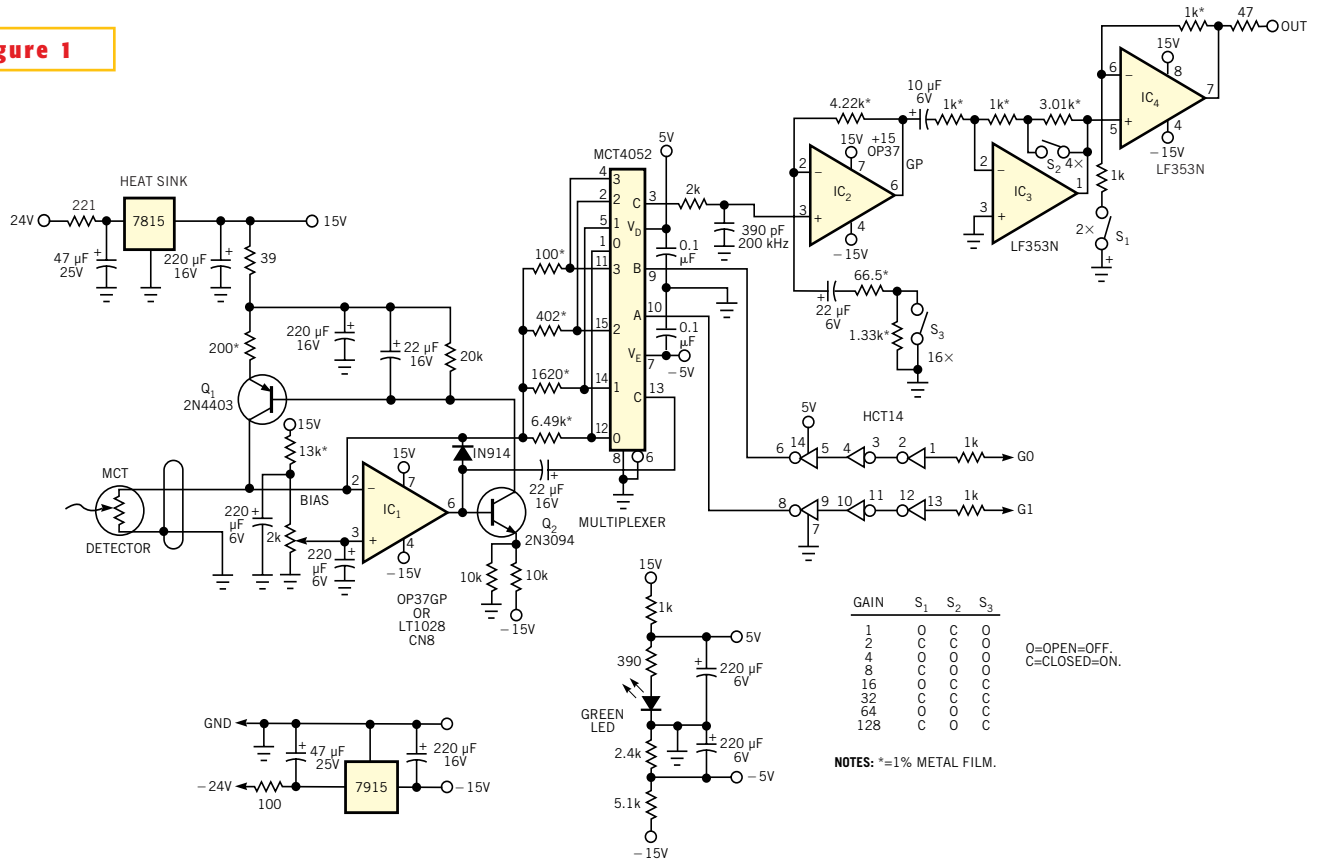 gure 1
HEAT SINK
24V
221
7815
15V
47 µF
25V
220 µF
16V
39
200*
220 µF
16V
22 µF
16V
20k
Q1
2N4403
15V
13k*
MCT
DETECTOR
BIAS
220
µF
6V
2k
220
µF
6V
2
3
15V
7
IC1
6
4
−15V
OP37GP
OR
LT1028
CN8
IN914
22 µF
16V
Q2
2N3094
10k
10k
−15V
100*
402*
1620*
6.49k*
MCT4052
4
2
5
1
11
15
14
12
3
2
1
0
3
2
1
0
C
VD
B
A
VE
C
3
9
10
7
13
8
6
MULTIPLEXER
5V
0.1
µF
0.1
µF
−5V
2k
390 pF
200 kHz
4.22k*
15V
+15
OP37
GP
7
2
3
IC2
6
4
−15V
22 µF
6V
66.5*
1.33k*
S3
16×
10 µF
6V
1k*
1k*
3.01k*
S2 4×
2
3
IC3
1
LF353N
1k*
47
OUT
15V
8
6
5
IC4
7
4
−15V
LF353N
1k
2×
S1
+
5V
HCT14
6
14
5
4
3
2
1
1k
G0
8
9
10
11
12
13
1k
G1
7
15V
1k
5V
390
220 µF
6V
GREEN
LED
2.4k
220 µF
6V
−5V
5.1k
−15V
GND
47 µF
25V
220 µF
16V
−24V
100
7915
−15V
GAIN S1 S2 S3
1 O C O
2 C C O
4 O O O
8 C O O
16 O C C
32 C C C
64 O O C
128 C O C
O=OPEN=OFF.
C=CLOSED=ON.
NOTES: *=1% METAL FILM.